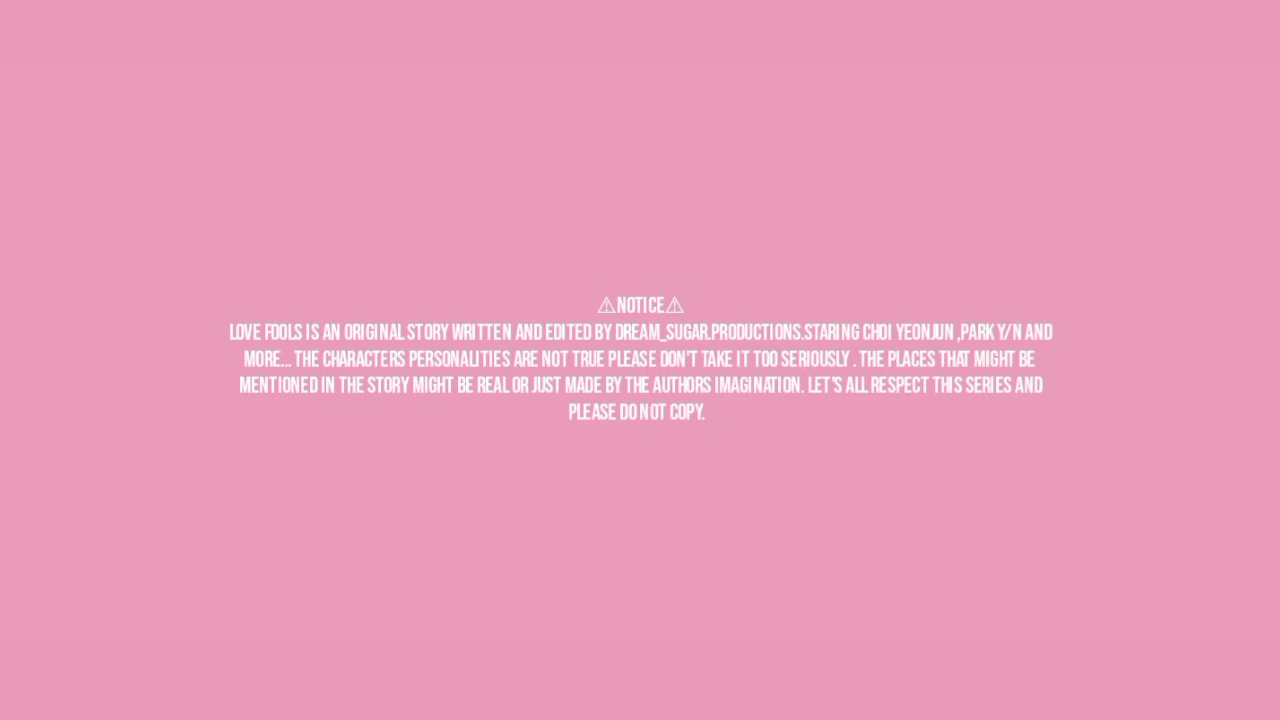 ⚠NOTICE⚠
LOVE FOOLS IS AN ORIGINAL STORY WRITTEN AND EDITED BY DREAM_SUGAR.PRODUCTIONS.STARING CHOI YEONJUN ,PARK Y/N AND
MORE... THE CHARACTERS PERSONALITIES ARE NOT TRUE PLEASE DON'T TAKE IT TOO SERIOUSLY . THE PLACES THAT MIGHT BE
MENTIONED IN THE STORY MIGHT BE REAL OR JUST MADE BY THE AUTHORS IMAGINATION. LET'S ALL RESPECT THIS SERIES AND
PLEASE DO NOT COPY.